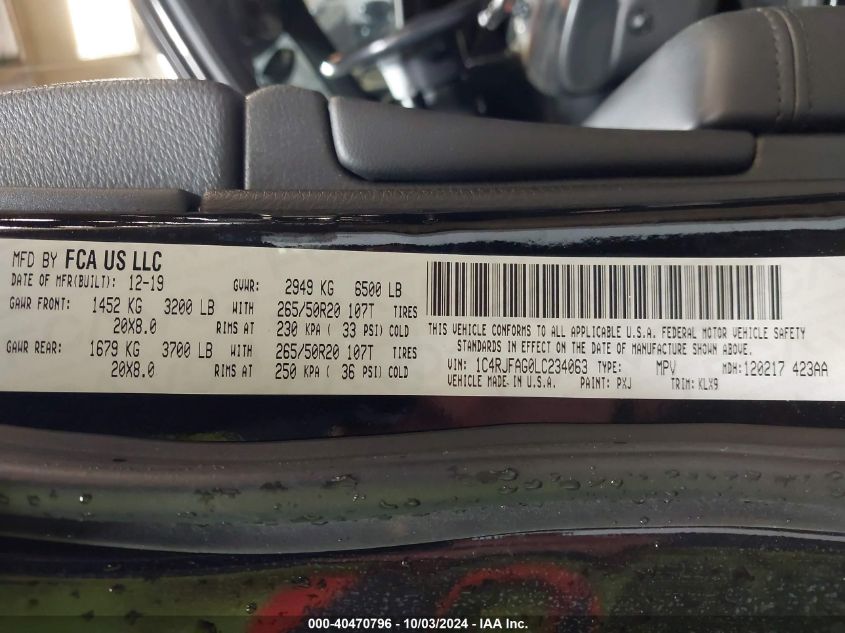 MFD BY FCA US LLC
DATE OF MFR(BUILT): 12-19 GVWR: 2949 KG 6500 LB
GAWR FRONT: 1452 KG 3200 LB WITH 265/50R20 107T TIRES
20X8.0 RIMS AT 230 KPA ( 33 PSI) COLD
GAWR REAR: 1679 KG 3700 LB WITH 265/50R20 107T TIRES
20X8.0 RIMS AT 250 KPA ( 36 PSI) COLD
THIS VEHICLE CONFORMS TO ALL APPLICABLE U.S.A. FEDERAL MOTOR VEHICLE SAFETY
STANDARDS IN EFFECT ON THE DATE OF MANUFACTURE SHOWN ABOVE.
VIN: 1C4RJFAG0LC234063 TYPE: MPV MDH: 120217 423AA
VEHICLE MADE IN U.S.A. PAINT: PXJ TRIM: KLX9
000-40470796 - 10/03/2024 - IAA Inc.